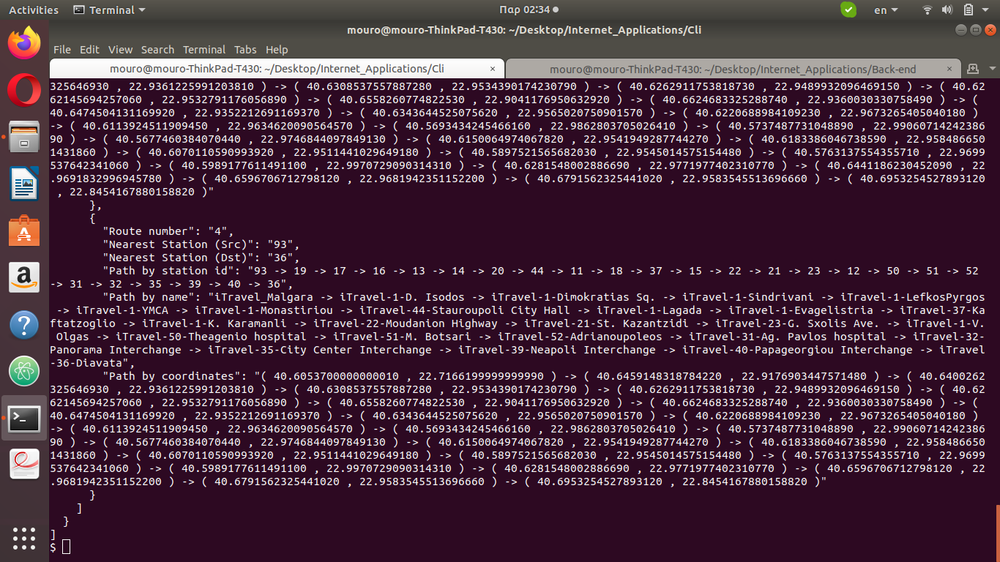 Activities Terminal Παρ 02:34 en
mouro@mouro-ThinkPad-T430: ~/Desktop/Internet_Applications/Cli
File Edit View Search Terminal Tabs Help
mouro@mouro-ThinkPad-T430: ~/Desktop/Internet_Applications/Cli × mouro@mouro-ThinkPad-T430: ~/Desktop/Internet_Applications/Back-end ×
325646930 , 22.9361225991203810 ) -> ( 40.6308537557887280 , 22.9534390174230790 ) -> ( 40.6262911753818730 , 22.9489932096469150 ) -> ( 40.62
62145694257060 , 22.9532791176056890 ) -> ( 40.6558260774822530 , 22.9041176950632920 ) -> ( 40.6624683325288740 , 22.9360030330758490 ) -> (
40.6474504131169920 , 22.9352212691169370 ) -> ( 40.6343644525075620 , 22.9565020750901570 ) -> ( 40.6220688984109230 , 22.9673265405040180 )
-> ( 40.6113924511909450 , 22.9634620090564570 ) -> ( 40.5693434245466160 , 22.9862803705026410 ) -> ( 40.5737487731048890 , 22.99060714242386
90 ) -> ( 40.5677460384070440 , 22.9746844097849130 ) -> ( 40.6150064974067820 , 22.9541949287744270 ) -> ( 40.6183386046738590 , 22.958486650
1431860 ) -> ( 40.6070110590993920 , 22.9511441029649180 ) -> ( 40.5897521565682030 , 22.9545014575154480 ) -> ( 40.5763137554355710 , 22.9699
537642341060 ) -> ( 40.5989177611491100 , 22.9970729090314310 ) -> ( 40.6281548002886690 , 22.9771977402310770 ) -> ( 40.6441186230452090 , 22
.9691832996945780 ) -> ( 40.6596706712798120 , 22.9681942351152200 ) -> ( 40.6791562325441020 , 22.9583545513696660 ) -> ( 40.6953254527893120
, 22.8454167880158820 )"
},
{
"Route number": "4",
"Nearest Station (Src)": "93",
"Nearest Station (Dst)": "36",
"Path by station id": "93 -> 19 -> 17 -> 16 -> 13 -> 14 -> 20 -> 44 -> 11 -> 18 -> 37 -> 15 -> 22 -> 21 -> 23 -> 12 -> 50 -> 51 -> 52
-> 31 -> 32 -> 35 -> 39 -> 40 -> 36",
"Path by name": "iTravel_Malgara -> iTravel-1-D. Isodos -> iTravel-1-Dimokratias Sq. -> iTravel-1-Sindrivani -> iTravel-1-LefkosPyrgos
-> iTravel-1-YMCA -> iTravel-1-Monastiriou -> iTravel-44-Stauroupoli City Hall -> iTravel-1-Lagada -> iTravel-1-Evagelistria -> iTravel-37-Ka
ftatzoglio -> iTravel-1-K. Karamanli -> iTravel-22-Moudanion Highway -> iTravel-21-St. Kazantzidi -> iTravel-23-G. Sxolis Ave. -> iTravel-1-V.
Olgas -> iTravel-50-Theagenio hospital -> iTravel-51-M. Botsari -> iTravel-52-Adrianoupoleos -> iTravel-31-Ag. Pavlos hospital -> iTravel-32-
Panorama Interchange -> iTravel-35-City Center Interchange -> iTravel-39-Neapoli Interchange -> iTravel-40-Papageorgiou Interchange -> iTravel
-36-Diavata",
"Path by coordinates": "( 40.6053700000000010 , 22.7166199999999990 ) -> ( 40.6459148318784220 , 22.9176903447571480 ) -> ( 40.6400262
325646930 , 22.9361225991203810 ) -> ( 40.6308537557887280 , 22.9534390174230790 ) -> ( 40.6262911753818730 , 22.9489932096469150 ) -> ( 40.62
62145694257060 , 22.9532791176056890 ) -> ( 40.6558260774822530 , 22.9041176950632920 ) -> ( 40.6624683325288740 , 22.9360030330758490 ) -> (
40.6474504131169920 , 22.9352212691169370 ) -> ( 40.6343644525075620 , 22.9565020750901570 ) -> ( 40.6220688984109230 , 22.9673265405040180 )
-> ( 40.6113924511909450 , 22.9634620090564570 ) -> ( 40.5693434245466160 , 22.9862803705026410 ) -> ( 40.5737487731048890 , 22.99060714242386
90 ) -> ( 40.5677460384070440 , 22.9746844097849130 ) -> ( 40.6150064974067820 , 22.9541949287744270 ) -> ( 40.6183386046738590 , 22.958486650
1431860 ) -> ( 40.6070110590993920 , 22.9511441029649180 ) -> ( 40.5897521565682030 , 22.9545014575154480 ) -> ( 40.5763137554355710 , 22.9699
537642341060 ) -> ( 40.5989177611491100 , 22.9970729090314310 ) -> ( 40.6281548002886690 , 22.9771977402310770 ) -> ( 40.6596706712798120 , 22
.9681942351152200 ) -> ( 40.6791562325441020 , 22.9583545513696660 ) -> ( 40.6953254527893120 , 22.8454167880158820 )"
}
]
}
]
$